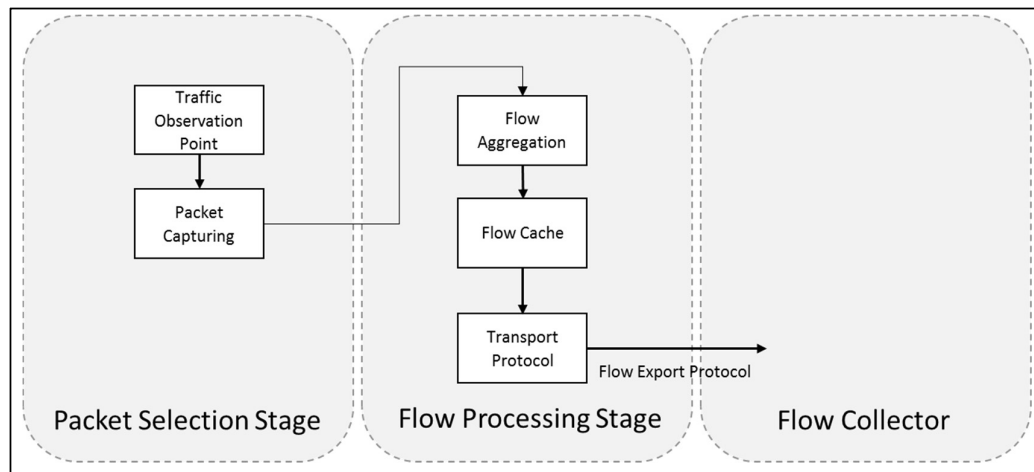 Traffic
Observation
Point
Packet
Capturing
Packet Selection Stage
Flow
Aggregation
Flow Cache
Transport
Protocol
Flow Export Protocol
Flow Processing Stage
Flow Collector